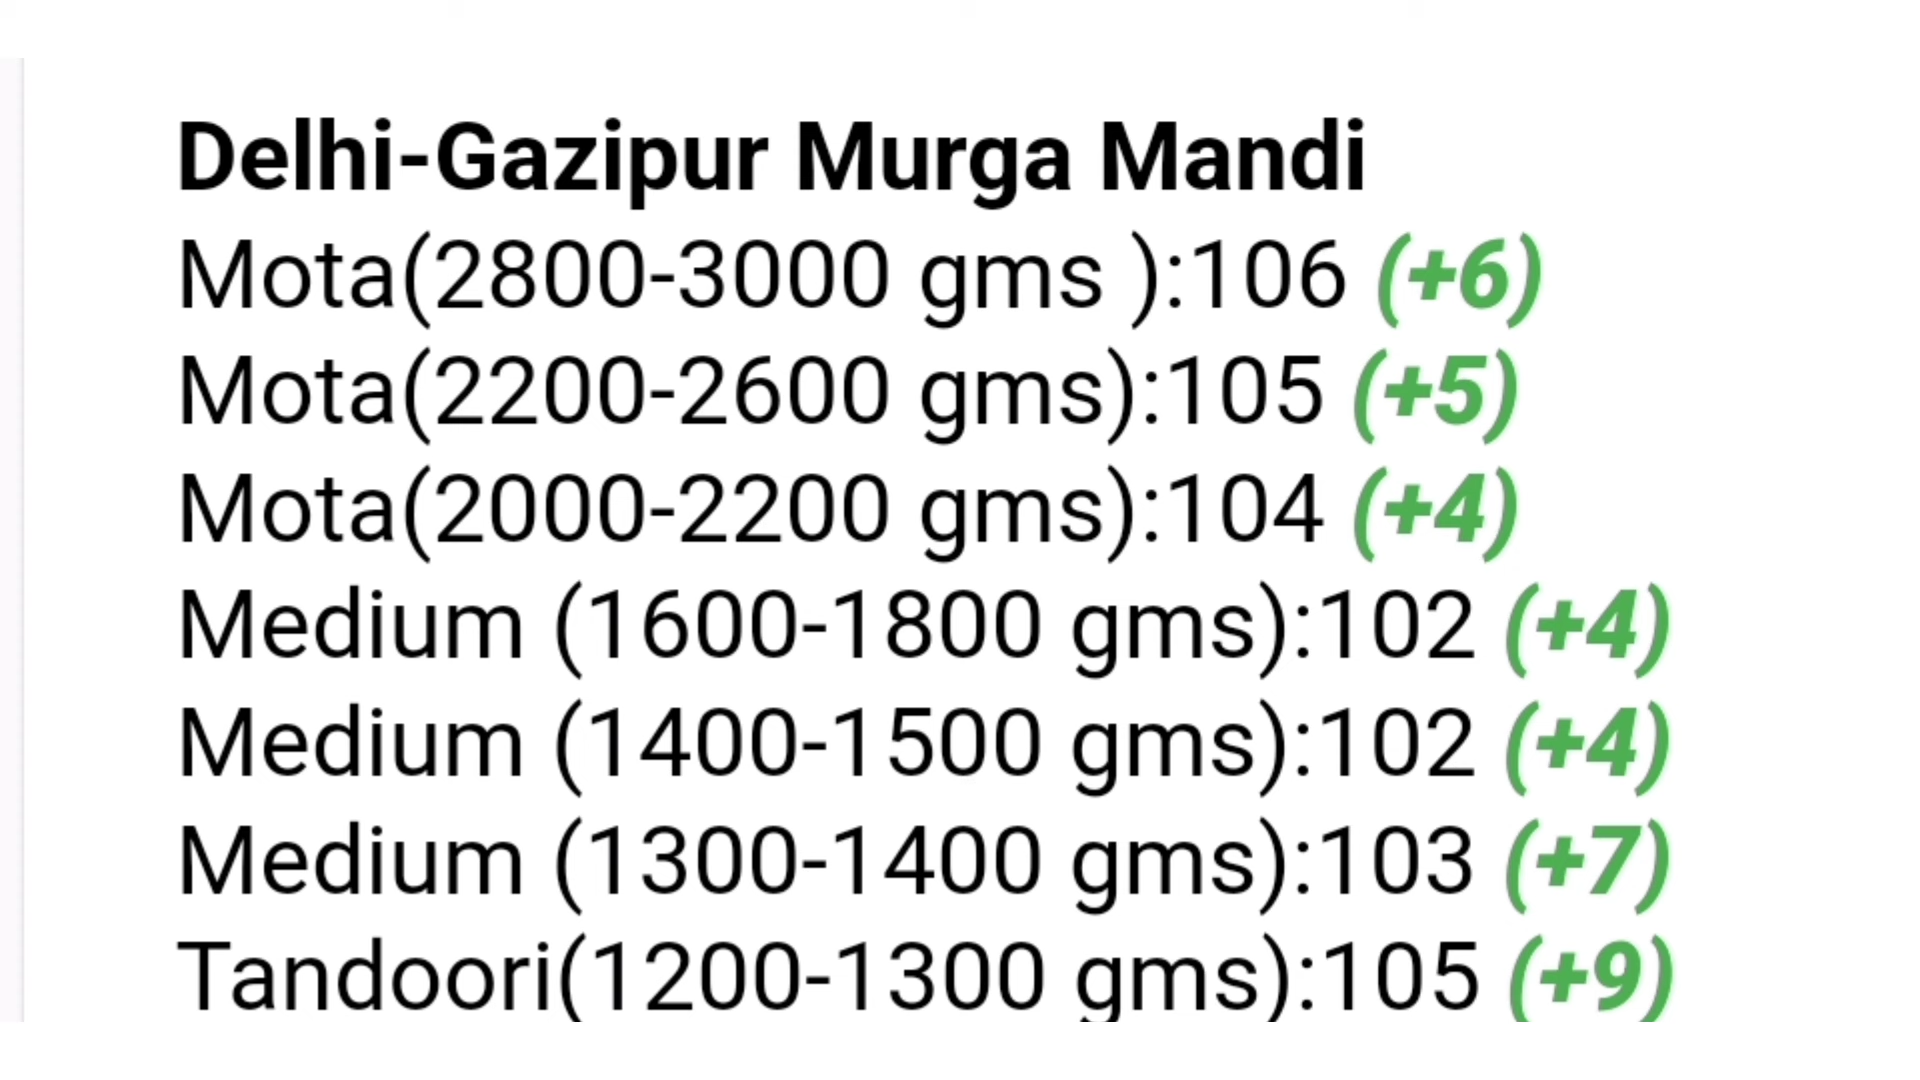 Delhi-Gazipur Murga Mandi
Mota(2800-3000 gms ):106 (+6)
Mota(2200-2600 gms):105 (+5)
Mota(2000-2200 gms):104 (+4)
Medium (1600-1800 gms):102 (+4)
Medium (1400-1500 gms):102 (+4)
Medium (1300-1400 gms):103 (+7)
Tandoori(1200-1300 gms):105 (+9)